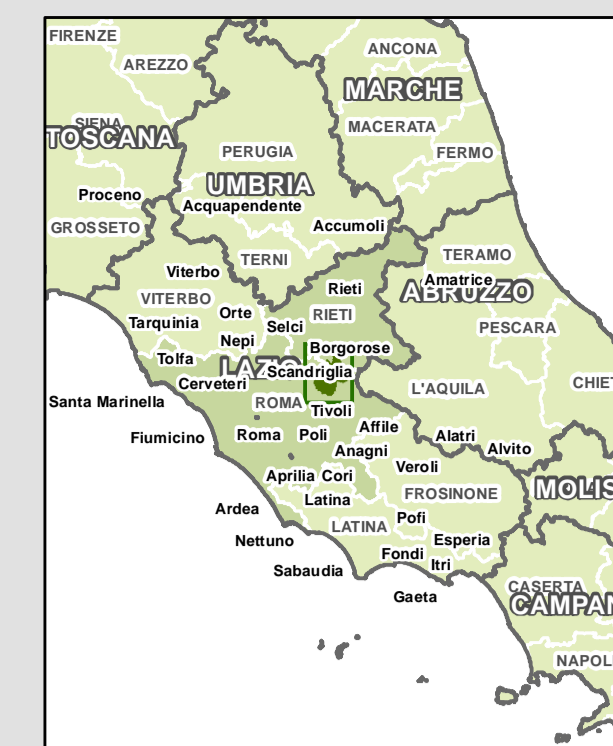 FIRENZE
AREZZO
ANCONA
MARCHE
SIENA
TOSCANA
MACERATA
PERUGIA
FERMO
UMBRIA
Proceno
Acquapendente
GROSSETO
Accumoli
TERNI
TERAMO
Viterbo
Amatrice
Rieti
ABRUZZO
VITERBO
Orte
RIETI
Tarquinia
Selci
PESCARA
Nepi
Borgorose
Tolfa
LAZIO
Scandriglia
Cerveteri
L'AQUILA
CHIE
Santa Marinella
ROMA
Tivoli
Fiumicino
Roma
Poli
Affile
Alatri
Anagni
Alvito
Veroli
Aprilia
Cori
MOLIS
Latina
FROSINONE
Ardea
LATINA
Pofi
Nettuno
Esperia
Fondi
Itri
Sabaudia
CASERTA
Gaeta
CAMPAN
NAPOLI